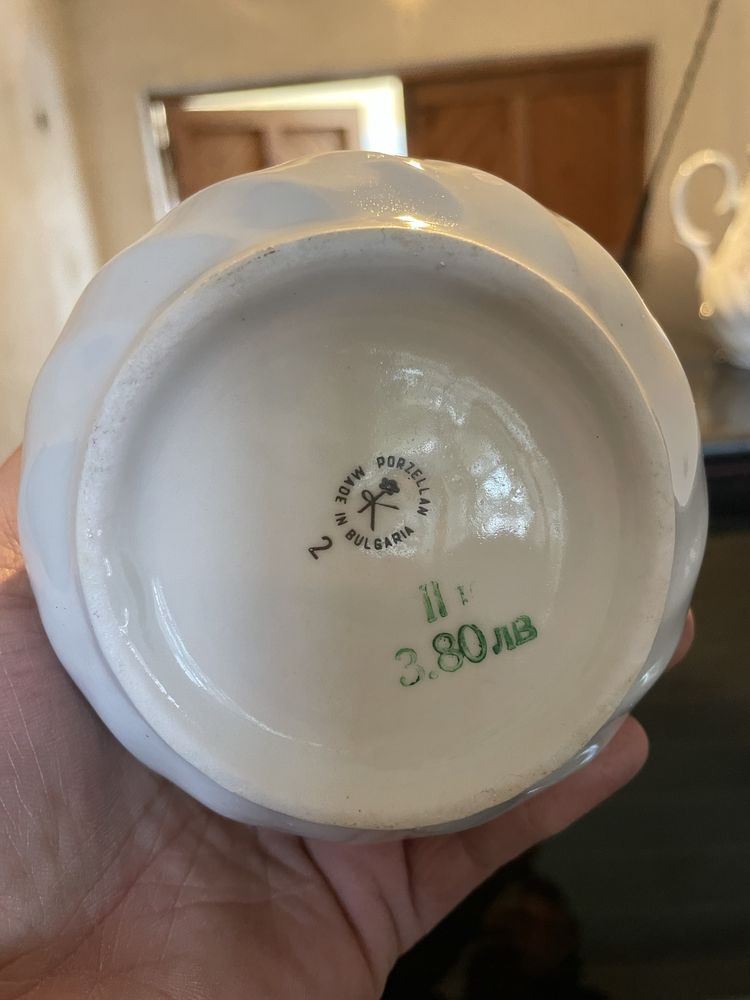 PORZELLAN
MADE IN BULGARIA
2
II
3.80 лв